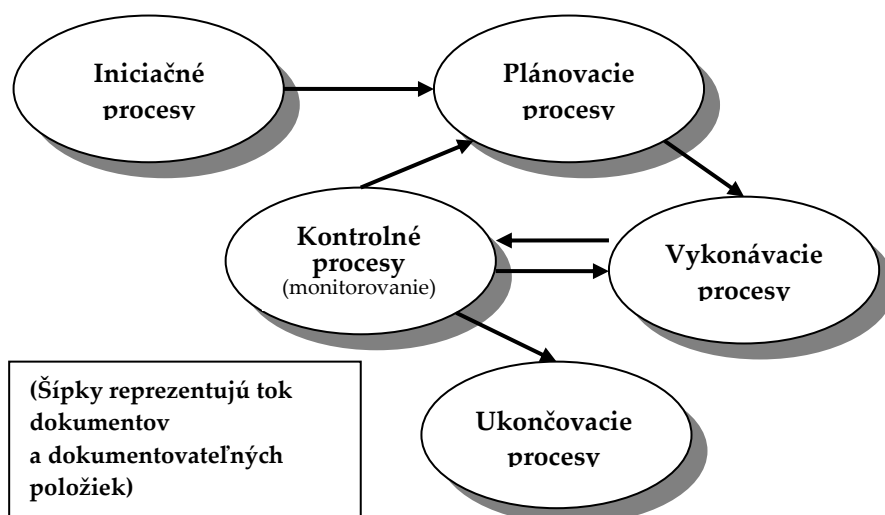 Iniciačné
procesy
Plánovacie
procesy
Kontrolné
procesy
(monitorovanie)
Vykonávacie
procesy
Ukončovacie
procesy
(Šípky reprezentujú tok
dokumentov
a dokumentovateľných
položiek)